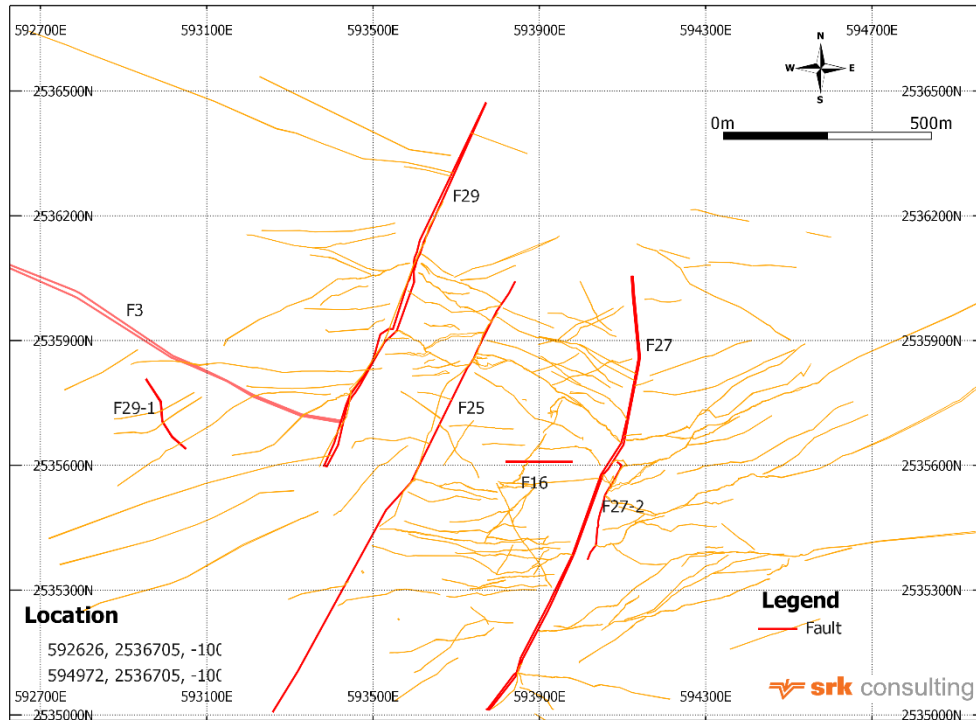 592700E 593100E 593500E 593900E 594300E 594700E
N
W E
S
2536500N 2536500N
0m 500m
F29
2536200N 2536200N
F3
2535900N 2535900N
F27
F29-1 F25
2535600N 2535600N
F16
F27-2
2535300N 2535300N
Location Legend
Fault
592626, 2536705, -100
594972, 2536705, -100
srk consulting
592700E 593100E 593500E 593900E 594300E 594700E
2535000N 2535000N